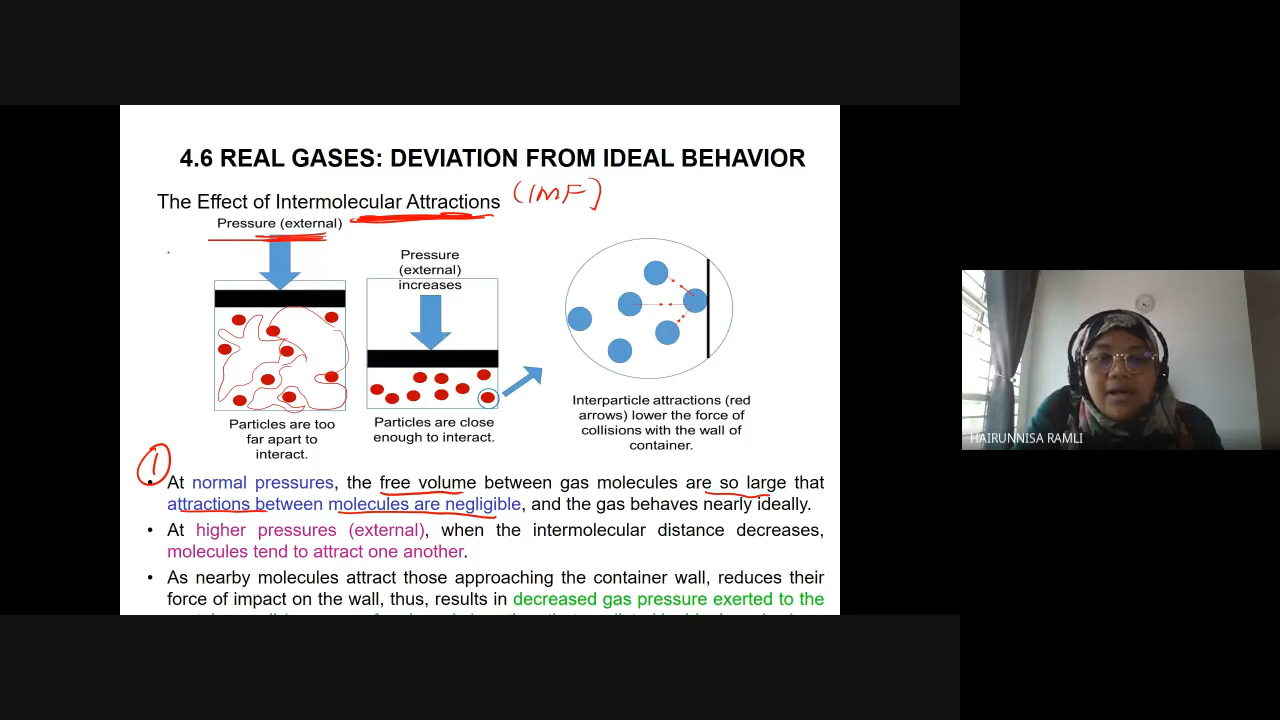 4.6 REAL GASES: DEVIATION FROM IDEAL BEHAVIOR
The Effect of Intermolecular Attractions (IMF)
Pressure (external)
Pressure
(external)
increases
Particles are too
far apart to
interact.
Particles are close
enough to interact.
Interparticle attractions (red
arrows) lower the force of
collisions with the wall of
container.
1
• At normal pressures, the free volume between gas molecules are so large that
attractions between molecules are negligible, and the gas behaves nearly ideally.
• At higher pressures (external), when the intermolecular distance decreases,
molecules tend to attract one another.
• As nearby molecules attract those approaching the container wall, reduces their
force of impact on the wall, thus, results in decreased gas pressure exerted to the
HAIRUNNISA RAMLI